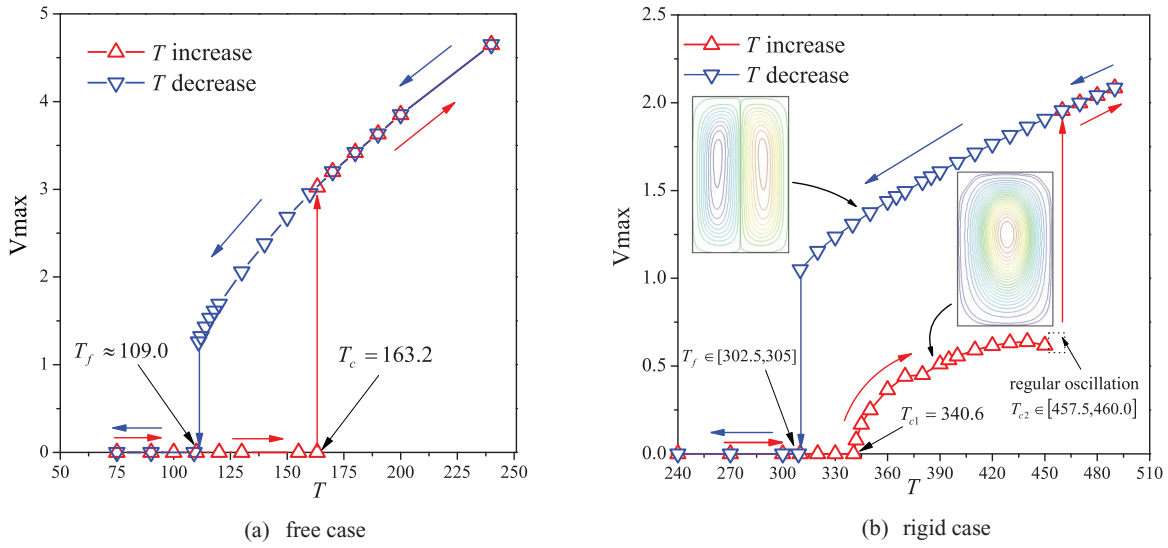 5
4
3
2
1
0
Vmax
T increase
T decrease
T_f ≈ 109.0
T_c = 163.2
50 75 100 125 150 175 200 225 250
T
(a) free case
2.5
2.0
1.5
1.0
0.5
0.0
Vmax
T increase
T decrease
T_f ∈ [302.5,305]
regular oscillation
T_c2 ∈ [457.5,460.0]
T_c1 = 340.6
240 270 300 330 360 390 420 450 480 510
T
(b) rigid case